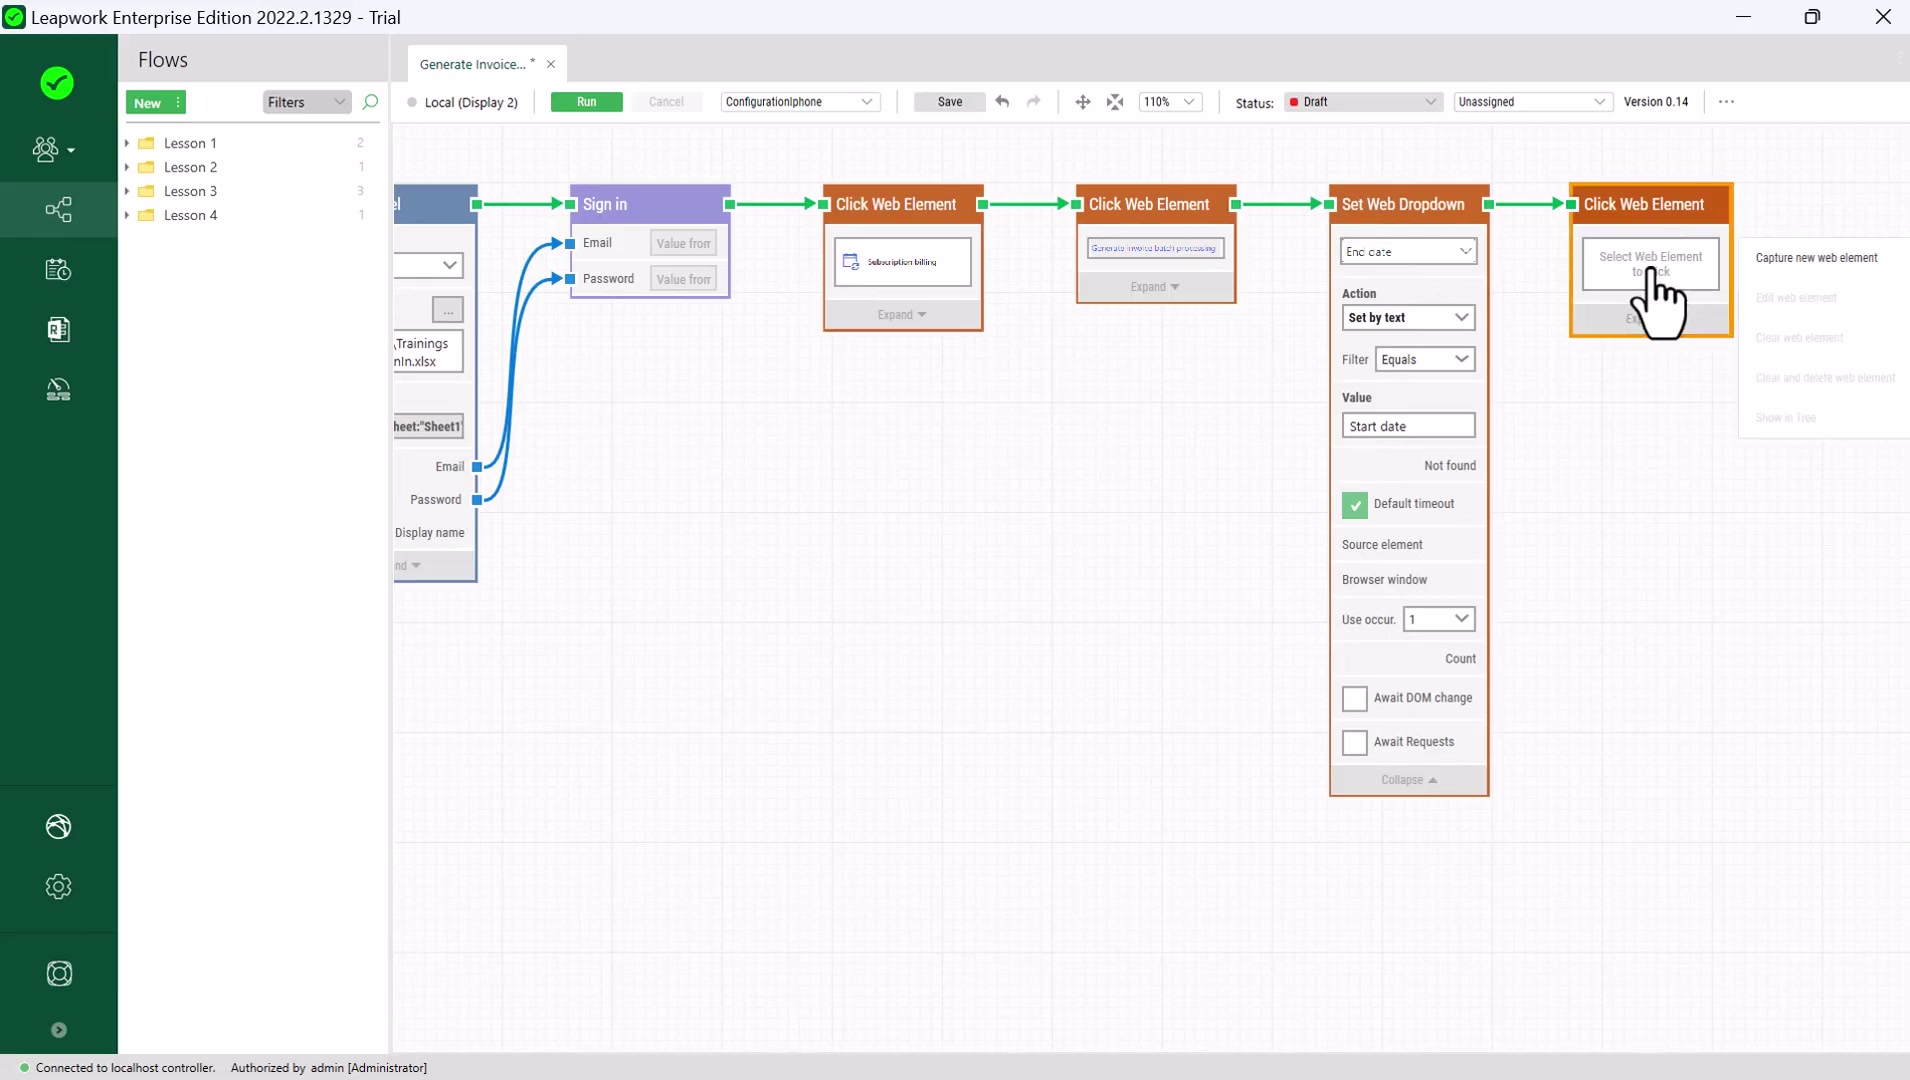 Leapwork Enterprise Edition 2022.2.1329 - Trial
Flows
Generate Invoice... *
New
Filters
Local (Display 2)
Run
Cancel
ConfigurationIphone
Save
110%
Status:
Draft
Unassigned
Version 0.14
Lesson 1
2
Lesson 2
1
Lesson 3
3
Lesson 4
1
el
...
\Trainings
nIn.xlsx
heet:"Sheet1"
Email
Password
Display name
nd
Sign in
Email
Value from
Password
Value from
Click Web Element
Subscription billing
Expand
Click Web Element
Generate invoice batch processing
Expand
Set Web Dropdown
End date
Action
Set by text
Filter
Equals
Value
Start date
Not found
Default timeout
Source element
Browser window
Use occur.
1
Count
Await DOM change
Await Requests
Collapse
Click Web Element
Select Web Element
Capture new web element
Edit web element
Clear web element
Clear and delete web element
Show in Tree
Connected to localhost controller.
Authorized by admin [Administrator]